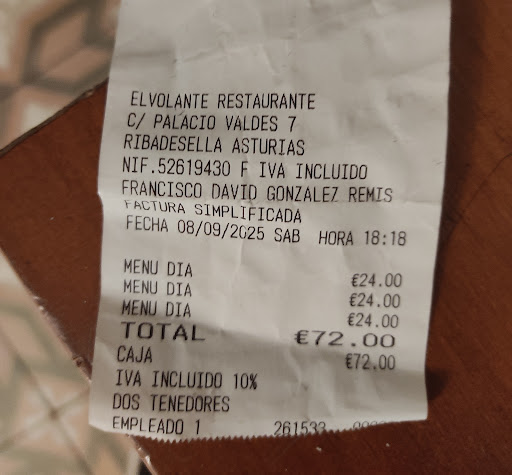 ELVOLANTE RESTAURANTE
C/ PALACIO VALDES 7
RIBADESELLA ASTURIAS
NIF.52619430 F IVA INCLUIDO
FRANCISCO DAVID GONZALEZ REMIS
FACTURA SIMPLIFICADA
FECHA 08/09/2025 SAB HORA 18:18
MENU DIA €24.00
MENU DIA €24.00
MENU DIA €24.00
TOTAL €72.00
CAJA €72.00
IVA INCLUIDO 10%
DOS TENEDORES
EMPLEADO 1 261533